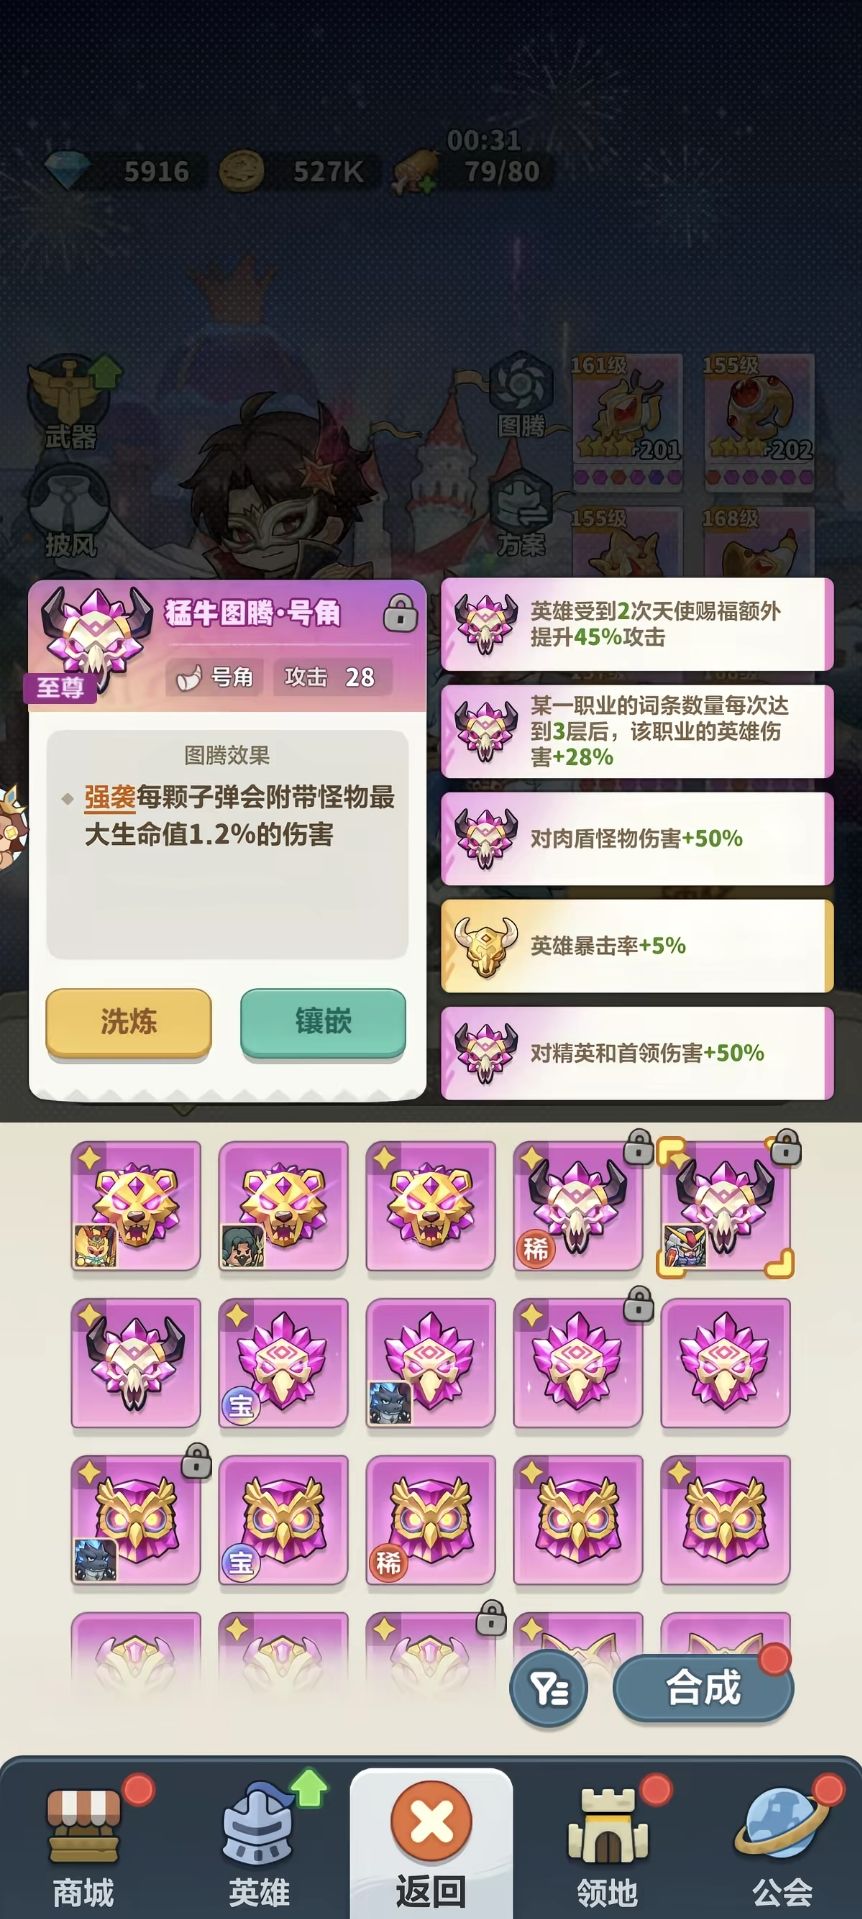 00:31
5916
527K
79/80
武器
披风
图腾
方案
161级
+201
155级
+202
155级
168级
猛牛图腾·号角
至尊
号角
攻击 28
图腾效果
强袭每颗子弹会附带怪物最
大生命值1.2%的伤害
洗炼
镶嵌
英雄受到2次天使赐福额外
提升45%攻击
某一职业的词条数量每次达
到3层后，该职业的英雄伤
害+28%
对肉盾怪物伤害+50%
英雄暴击率+5%
对精英和首领伤害+50%
稀
宝
宝
稀
合成
商城
英雄
返回
领地
公会